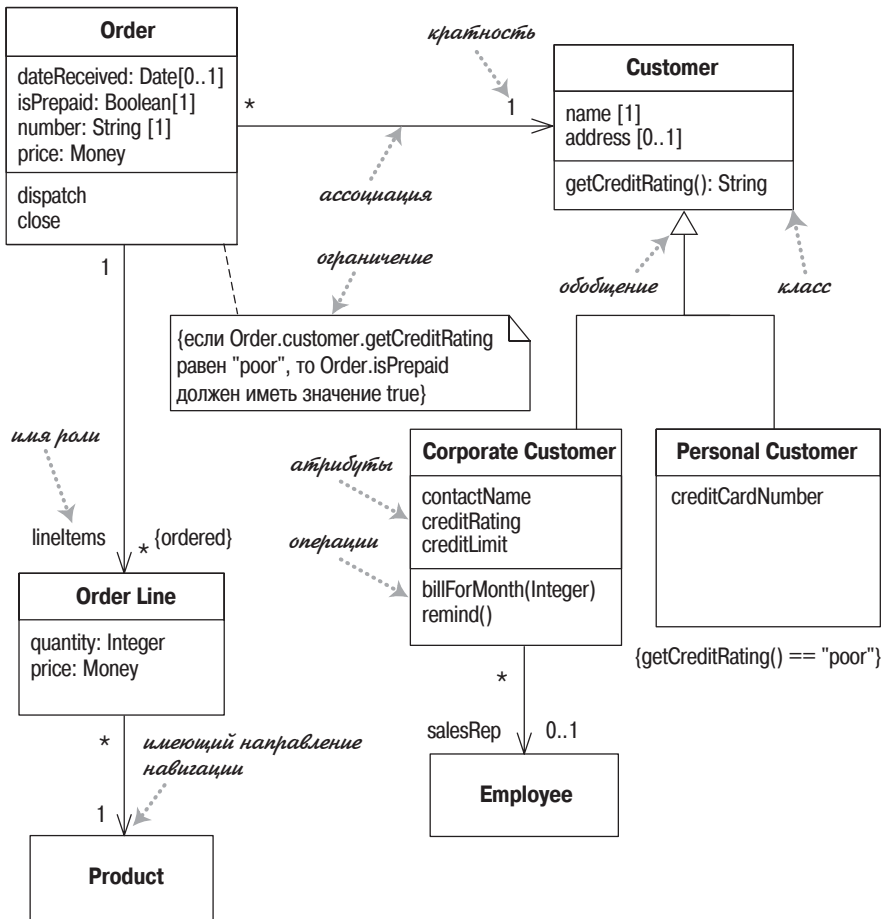 Order
dateReceived: Date[0..1]
isPrepaid: Boolean[1]
number: String [1]
price: Money
dispatch
close
*
1
кратность
ассоциация
Customer
name [1]
address [0..1]
getCreditRating(): String
1
ограничение
обобщение
класс
{если Order.customer.getCreditRating
равен "poor", то Order.isPrepaid
должен иметь значение true}
имя роли
lineItems
* {ordered}
атрибуты
операции
Corporate Customer
contactName
creditRating
creditLimit
billForMonth(Integer)
remind()
Personal Customer
creditCardNumber
{getCreditRating() == "poor"}
Order Line
quantity: Integer
price: Money
*
имеющий направление
навигации
1
Product
*
salesRep
0..1
Employee